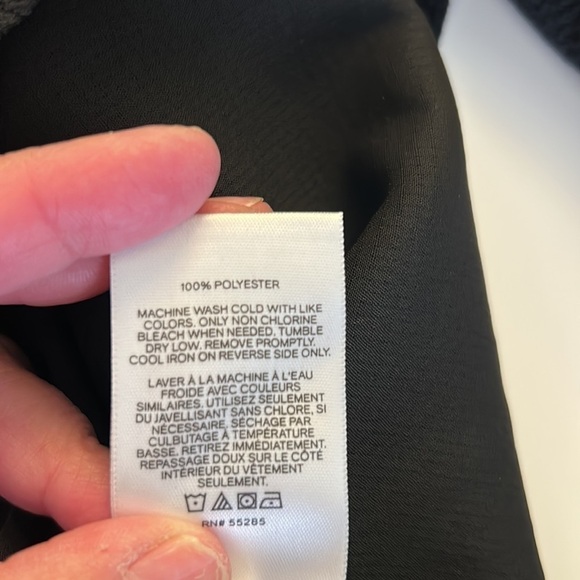 100% POLYESTER
MACHINE WASH COLD WITH LIKE
COLORS. ONLY NON CHLORINE
BLEACH WHEN NEEDED. TUMBLE
DRY LOW. REMOVE PROMPTLY.
COOL IRON ON REVERSE SIDE ONLY.
LAVER À LA MACHINE À L'EAU
FROIDE AVEC COULEURS
SIMILAIRES. UTILISEZ SEULEMENT
DU JAVELLISANT SANS CHLORE, SI
NÉCESSAIRE. SÉCHAGE PAR
CULBUTAGE À TEMPÉRATURE
BASSE. RETIREZ IMMÉDIATEMENT.
REPASSAGE DOUX SUR LE CÔTÉ
INTÉRIEUR DU VÊTEMENT
SEULEMENT.
RN# 55285